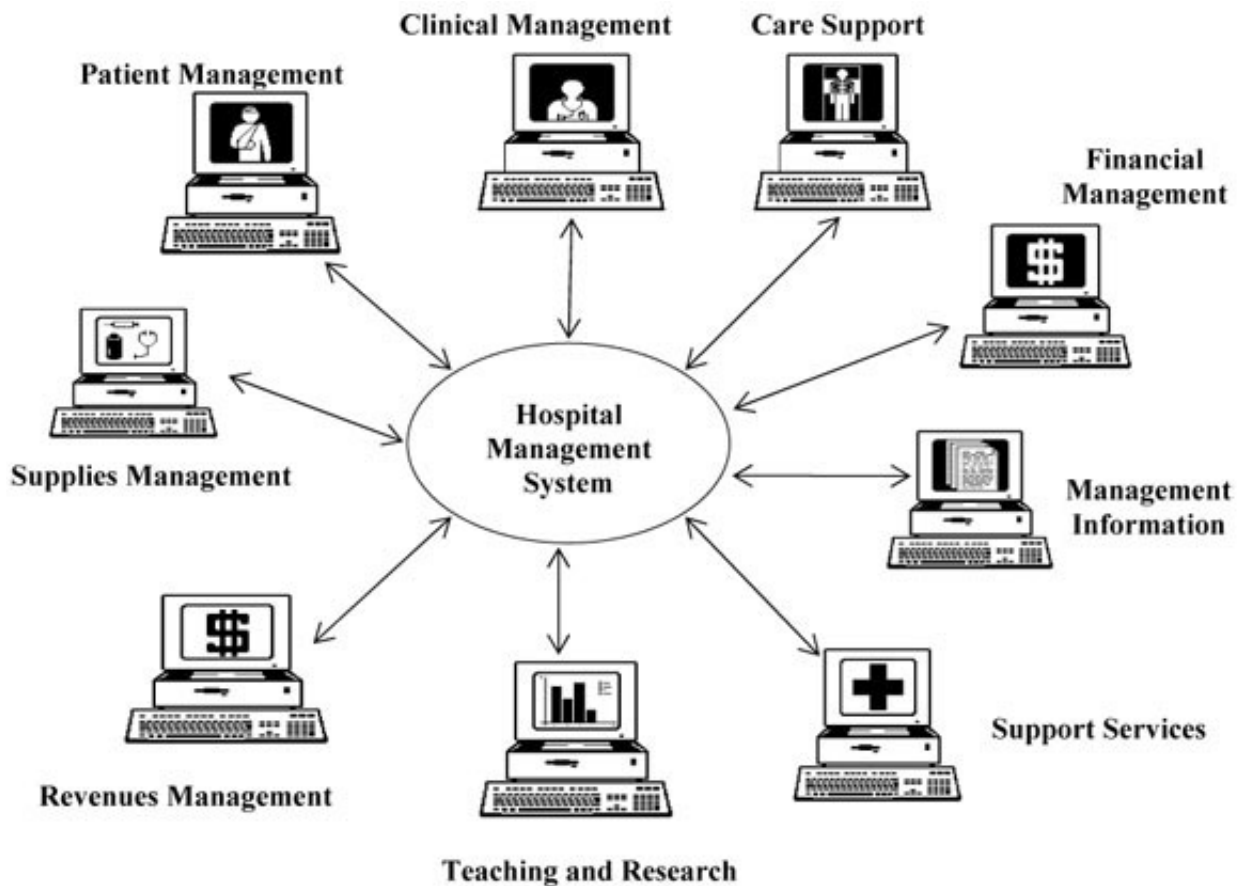 Clinical Management
Care Support
Patient Management
Financial
Management
Hospital
Management
System
Supplies Management
Management
Information
Support Services
Revenues Management
Teaching and Research